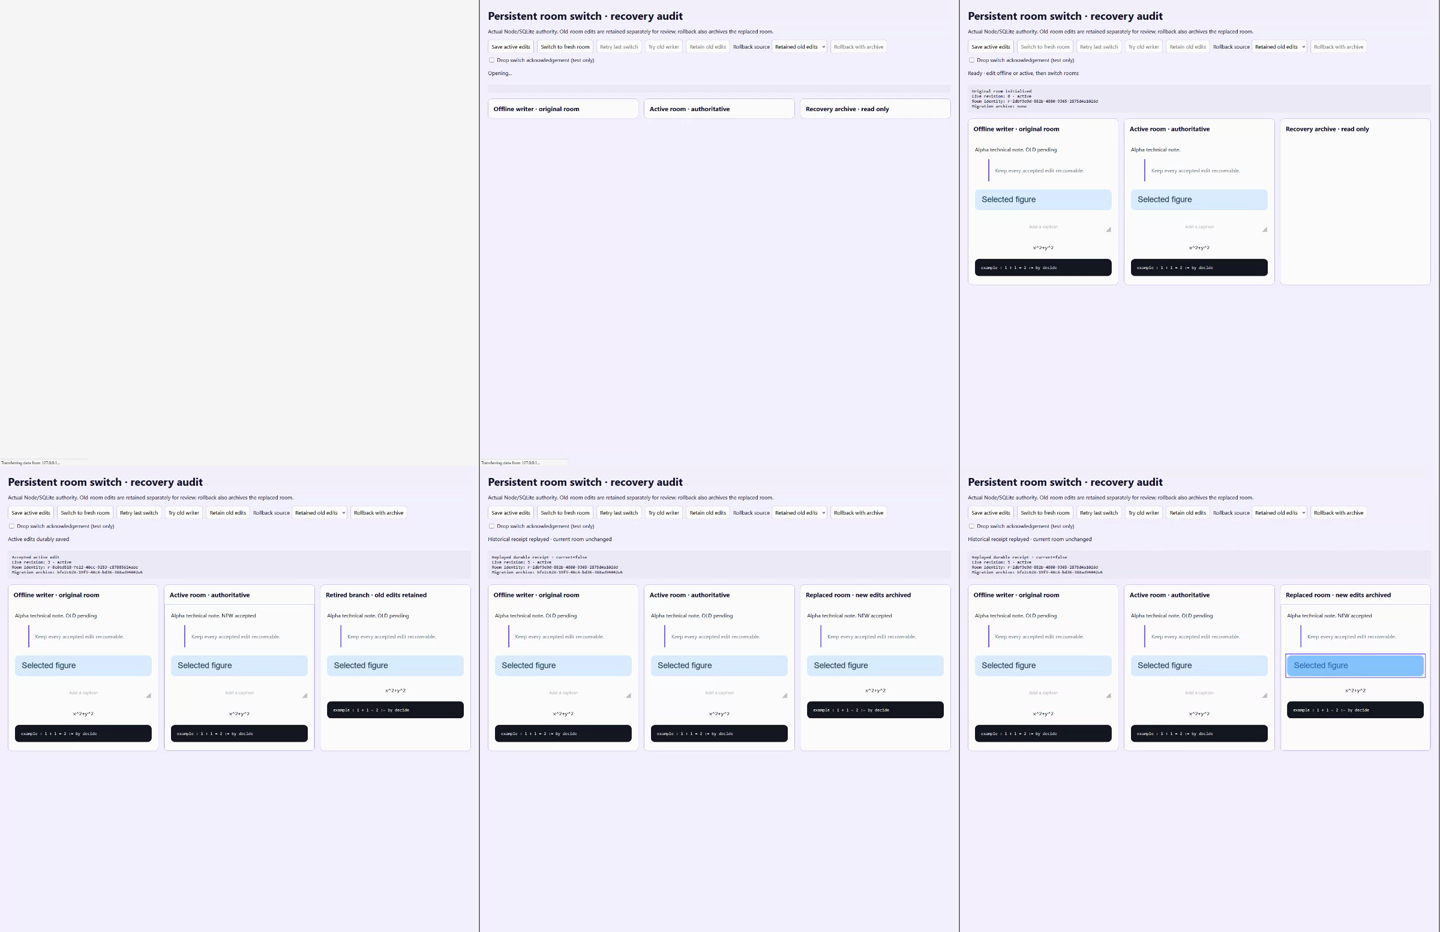 Transferring data from 127.0.0.1...
Persistent room switch · recovery audit
Actual Node/SQLite authority. Old room edits are retained separately for review; rollback also archives the replaced room.
Save active edits Switch to fresh room Retry last switch Try old writer Retain old edits Rollback source Retained old edits Rollback with archive
Drop switch acknowledgement (test only)
Opening...
Offline writer · original room
Active room · authoritative
Recovery archive · read only
Transferring data from 127.0.0.1...
Persistent room switch · recovery audit
Actual Node/SQLite authority. Old room edits are retained separately for review; rollback also archives the replaced room.
Save active edits Switch to fresh room Retry last switch Try old writer Retain old edits Rollback source Retained old edits Rollback with archive
Drop switch acknowledgement (test only)
Ready · edit offline or active, then switch rooms
Original room initialized
Live revision: 0 · active
Room identity:
Migration archive: none
Offline writer · original room
Alpha technical note. OLD pending
Keep every accepted edit recoverable.
Selected figure
Add a caption
x^2+y^2
example : 1 + 1 = 2 := by decide
Active room · authoritative
Alpha technical note.
Keep every accepted edit recoverable.
Selected figure
Add a caption
x^2+y^2
example : 1 + 1 = 2 := by decide
Recovery archive · read only
Persistent room switch · recovery audit
Actual Node/SQLite authority. Old room edits are retained separately for review; rollback also archives the replaced room.
Save active edits Switch to fresh room Retry last switch Try old writer Retain old edits Rollback source Retained old edits Rollback with archive
Drop switch acknowledgement (test only)
Active edits durably saved
Accepted active edit
Live revision: 3 · active
Room identity:
Migration archive:
Offline writer · original room
Alpha technical note. OLD pending
Keep every accepted edit recoverable.
Selected figure
Add a caption
x^2+y^2
example : 1 + 1 = 2 := by decide
Active room · authoritative
Alpha technical note. NEW accepted
Keep every accepted edit recoverable.
Selected figure
Add a caption
x^2+y^2
example : 1 + 1 = 2 := by decide
Retired branch · old edits retained
Alpha technical note. OLD pending
Keep every accepted edit recoverable.
Selected figure
x^2+y^2
example : 1 + 1 = 2 := by decide
Persistent room switch · recovery audit
Actual Node/SQLite authority. Old room edits are retained separately for review; rollback also archives the replaced room.
Save active edits Switch to fresh room Retry last switch Try old writer Retain old edits Rollback source Retained old edits Rollback with archive
Drop switch acknowledgement (test only)
Historical receipt replayed · current room unchanged
Replayed durable receipt · current=false
Live revision: 5 · active
Room identity:
Migration archive:
Offline writer · original room
Alpha technical note. OLD pending
Keep every accepted edit recoverable.
Selected figure
Add a caption
x^2+y^2
example : 1 + 1 = 2 := by decide
Active room · authoritative
Alpha technical note. OLD pending
Keep every accepted edit recoverable.
Selected figure
Add a caption
x^2+y^2
example : 1 + 1 = 2 := by decide
Replaced room · new edits archived
Alpha technical note. NEW accepted
Keep every accepted edit recoverable.
Selected figure
x^2+y^2
example : 1 + 1 = 2 := by decide
Persistent room switch · recovery audit
Actual Node/SQLite authority. Old room edits are retained separately for review; rollback also archives the replaced room.
Save active edits Switch to fresh room Retry last switch Try old writer Retain old edits Rollback source Retained old edits Rollback with archive
Drop switch acknowledgement (test only)
Historical receipt replayed · current room unchanged
Replayed durable receipt · current=false
Live revision: 5 · active
Room identity:
Migration archive:
Offline writer · original room
Alpha technical note. OLD pending
Keep every accepted edit recoverable.
Selected figure
Add a caption
x^2+y^2
example : 1 + 1 = 2 := by decide
Active room · authoritative
Alpha technical note. OLD pending
Keep every accepted edit recoverable.
Selected figure
Add a caption
x^2+y^2
example : 1 + 1 = 2 := by decide
Replaced room · new edits archived
Alpha technical note. NEW accepted
Keep every accepted edit recoverable.
Selected figure
x^2+y^2
example : 1 + 1 = 2 := by decide